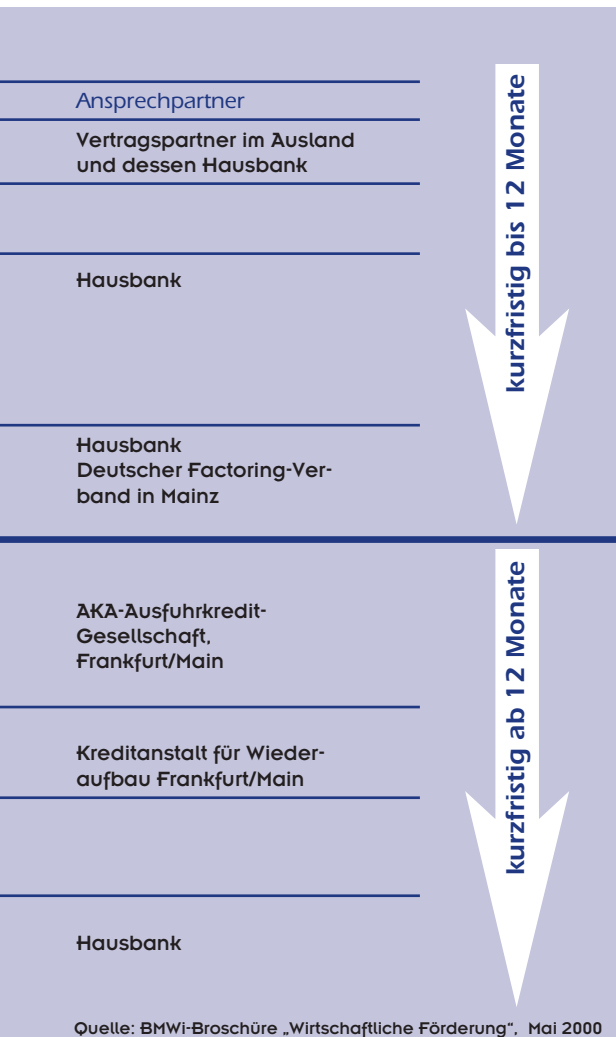 Ansprechpartner
Vertragspartner im Ausland
und dessen Hausbank
Hausbank
Hausbank
Deutscher Factoring-Ver-
band in Mainz
kurzfristig bis 12 Monate
AKA-Ausfuhrkredit-
Gesellschaft,
Frankfurt/Main
Kreditanstalt für Wieder-
aufbau Frankfurt/Main
Hausbank
kurzfristig ab 12 Monate
Quelle: BMWi-Broschüre „Wirtschaftliche Förderung“, Mai 2000